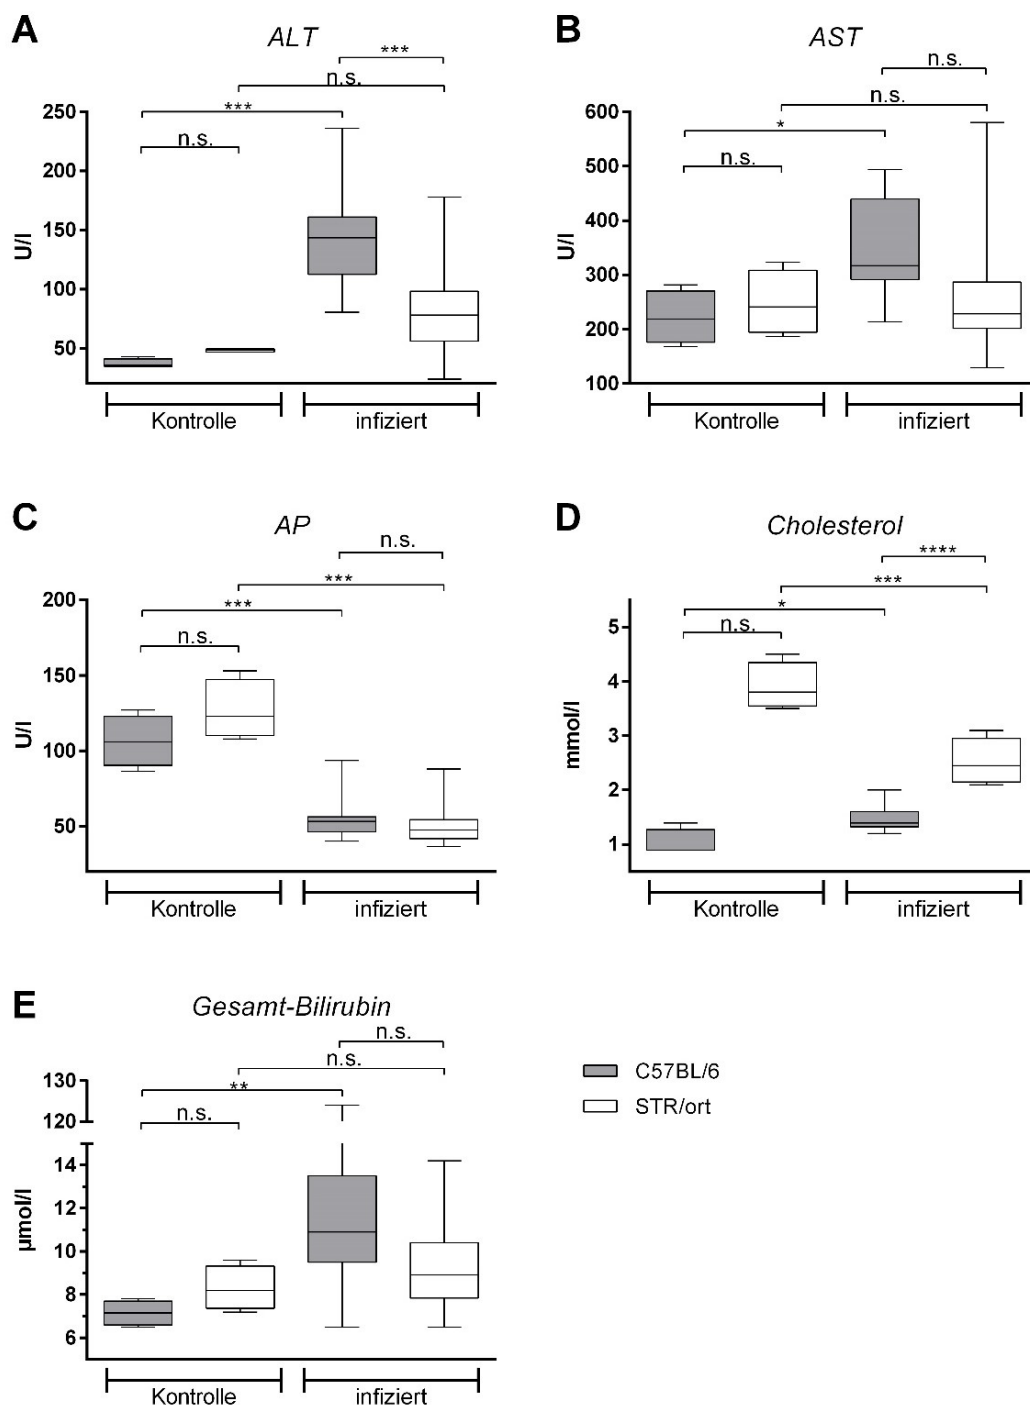 A
ALT
***
n.s.
***
n.s.
250
200
150
100
50
U/l
Kontrolle
infiziert
B
AST
n.s.
n.s.
*
n.s.
600
500
400
300
200
100
U/l
Kontrolle
infiziert
C
AP
n.s.
***
***
n.s.
200
150
100
50
U/l
Kontrolle
infiziert
D
Cholesterol
****
***
*
n.s.
5
4
3
2
1
mmol/l
Kontrolle
infiziert
E
Gesamt-Bilirubin
n.s.
n.s.
**
n.s.
130
120
14
12
10
8
6
µmol/l
Kontrolle
infiziert
C57BL/6
STR/ort